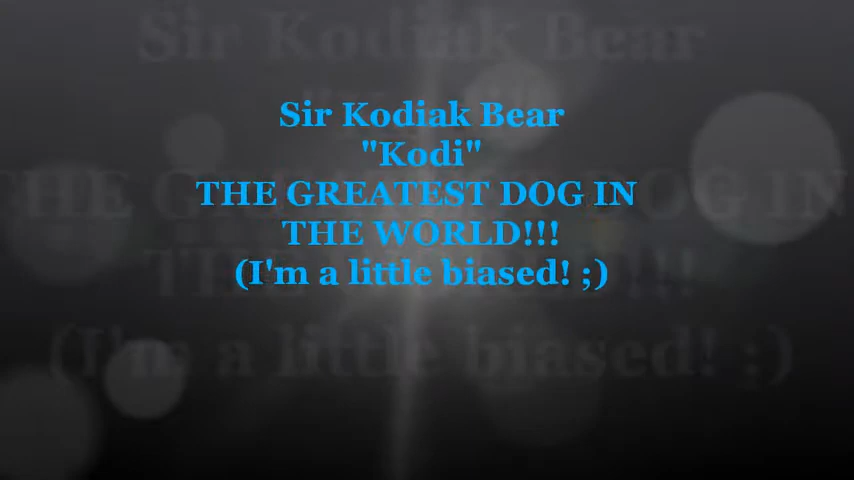 Sir Kodiak Bear
"Kodi"
THE GREATEST DOG IN
THE WORLD!!!
(I'm a little biased! ;)